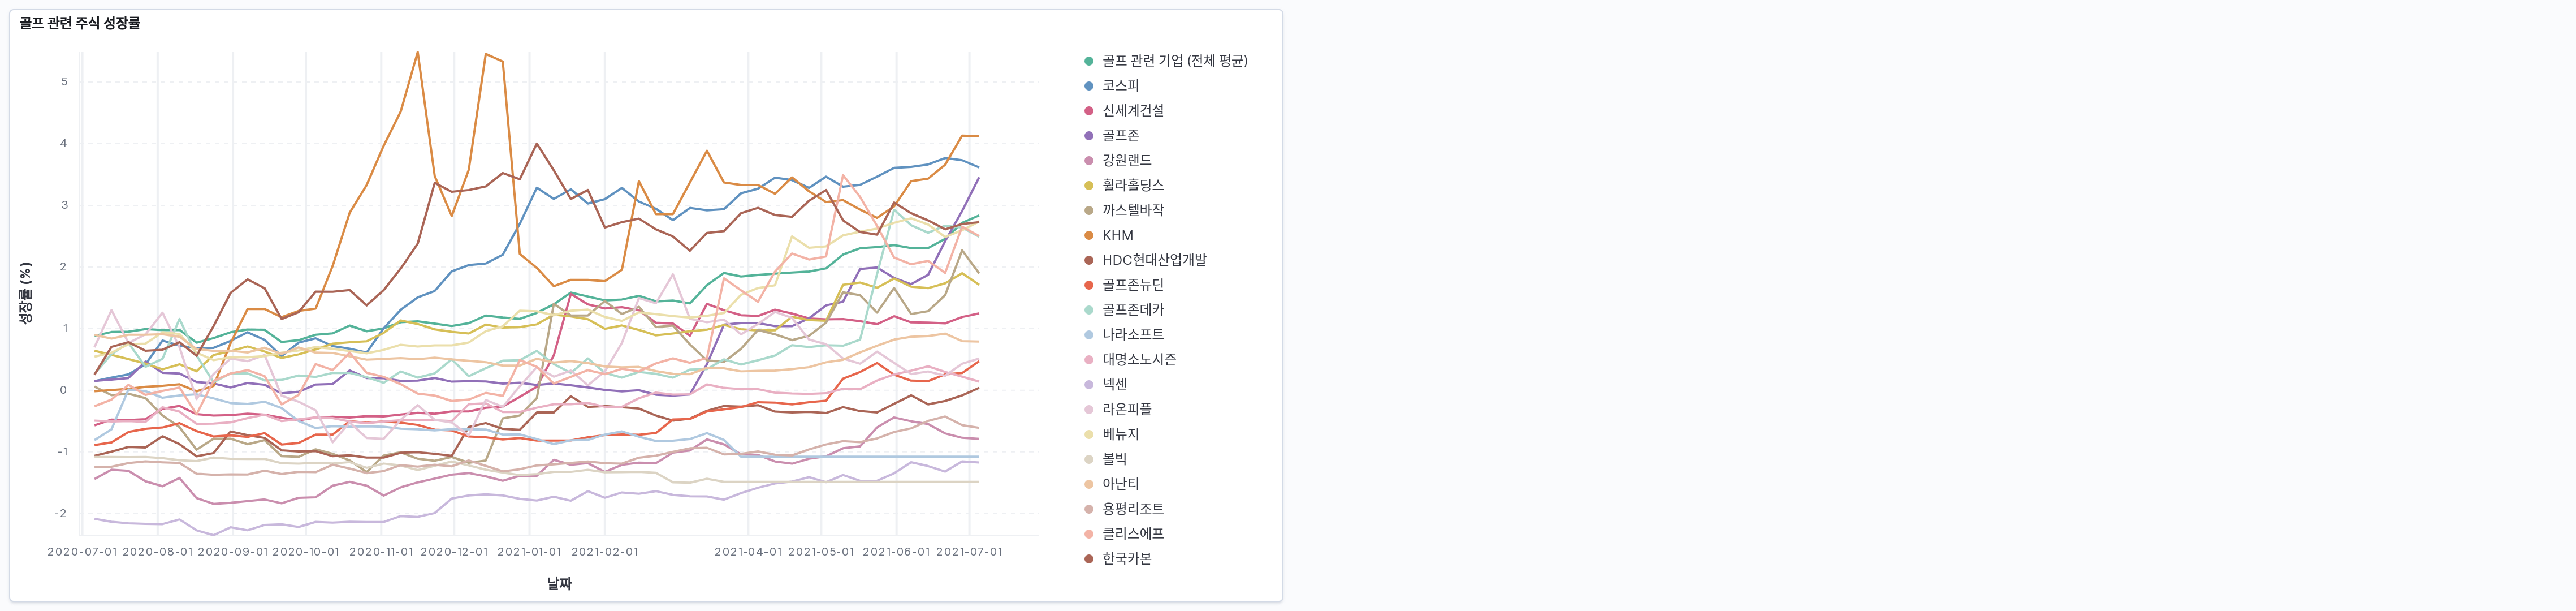 골프 관련 주식 성장률
성장률 (%)
5
4
3
2
1
0
-1
-2
2020-07-01 2020-08-01 2020-09-01 2020-10-01 2020-11-01 2020-12-01 2021-01-01 2021-02-01 2021-04-01 2021-05-01 2021-06-01 2021-07-01
날짜
골프 관련 기업 (전체 평균)
코스피
신세계건설
골프존
강원랜드
휠라홀딩스
까스텔바작
KHM
HDC현대산업개발
골프존뉴딘
골프존데카
나라소프트
대명소노시즌
넥센
라온피플
베뉴지
볼빅
아난티
용평리조트
클리스에프
한국카본